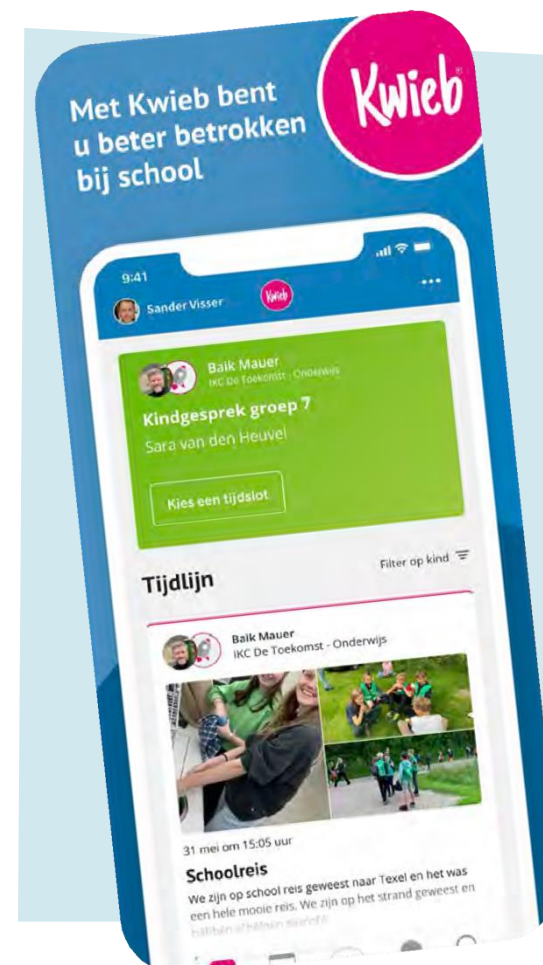 Met Kwieb bent
u beter betrokken
bij school
Kwieb
9:41
Sander Visser
Kwieb
Baik Mauer
IKC De Toekomst - Onderwijs
Kindgesprek groep 7
Sara van den Heuvel
Kies een tijdslot
Tijdlijn
Filter op kind
Baik Mauer
IKC De Toekomst - Onderwijs
31 mei om 15:05 uur
Schoolreis
We zijn op school reis geweest naar Texel en het was
een hele mooie reis. We zijn op het strand geweest en
hebben